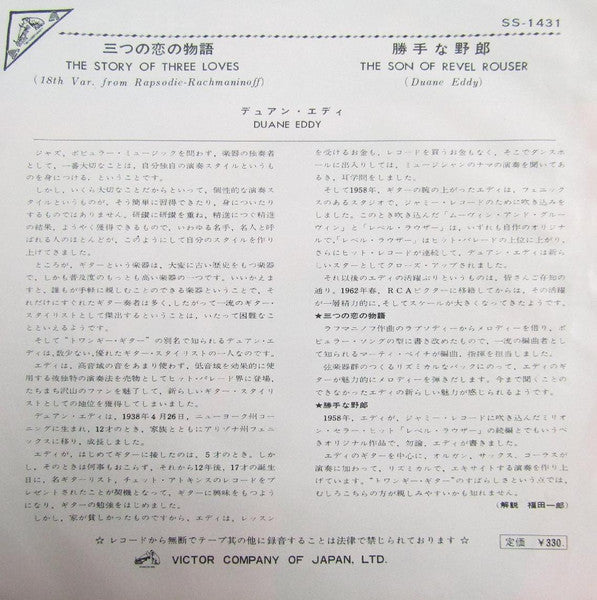 SS-1431
三つの恋の物語
THE STORY OF THREE LOVES
(18th Var. from Rapsodie-Rachmaninoff)
勝手な野郎
THE SON OF REVEL ROUSER
(Duane Eddy)
デュアン・エディ
DUANE EDDY
ジャズ、ポピュラー・ミュージックを問わず、楽器の独奏者
として、一番大切なことは、自分独自の演奏スタイルというも
のを身につける、ということです。
しかし、いくら大切なことだからといって、個性的な演奏ス
タイルというものが、そう簡単に習得できたり、身についたり
するものではありません。研鑽に研鑽を重ね、精進につぐ精進
の結果、ようやく獲得できるもので、いわゆる名手、名人と呼
ばれる人のほとんどが、このようにして自分のスタイルを作り
上げてきました。
ところが、ギターという楽器は、大変に古い歴史をもつ楽器
で、しかも普及度のもっとも高い楽器の一つです。いいかえま
すと、誰もが手軽に親しむことのできる楽器ということで、そ
れだけにすぐれたギター奏者は多く、したがって一流のギター・
スタイリストとして傑出するということは、いたって困難なこ
とといえるようです。
そして"トワンギー・ギター"の別名で知られるデュアン・エデ
ィは、数少ない、優れたギター・スタイリストの一人なのです。
エディは、高音域の音をあまり使わず、低音域を効果的に使
用する彼独特の演奏法を売物としてヒット・パレード界に登場、
たちまち沢山のファンを魅了して、新らしいギター・スタイリ
ストとしての地位を獲得してしまいました。
デュアン・エディは、1938年4月26日、ニューヨーク州コー
ニングに生まれ、12才のとき、家族とともにアリゾナ州フェニ
ックスに移り、成長しました。
エディが、はじめてギターに接したのは、5才のとき。しか
し、そのときは何事もおこらず、それから12年後、17才の誕生
日に、名ギターリスト、チェット・アトキンスのレコードをプ
レゼントされたことが契機となって、ギターに興味をもつよう
になり、ギターの勉強をはじめました。
しかし、家が貧しかったものですから、エディは、レッスン
を受けるお金も、レコードを買うお金もなく、そこでダンスホ
ールに出入りしては、ミュージシャンのナマの演奏を聞いてあ
るき、耳学問をしました。
そして1958年、ギターの腕の上がったエディは、フェニック
スのあるスタジオで、ジャミー・レコードのために吹き込みを
しました。このとき吹き込んだ「ムーヴィン・アンド・グルー
ヴィン」と「レベル・ラウザー」は、いずれも自作のオリジナル
で、「レベル・ラウザー」はヒット・パレードの上位に上がり、
さらにヒット・レコードが連続して、デュアン・エディは新ら
しいスターとしてクローズ・アップされました。
それ以後のエディの活躍ぶりというものは、皆さんご存知の
通り、1962年春、RCAビクターに移籍してからは、その活躍
が一層精力的に、そしてスケールが大きくなってきたようです。
★三つの恋の物語
ラフマニノフ作曲のラプソディーからメロディーを借り、ポ
ピュラー・ソングの型に書き改めたもので、一流の編曲者とし
て知られるマーティ・ペイチが編曲、指揮を担当しました。
弦楽器群のつくるリズミカルなバックにのって、エディのギ
ターが魅力的にメロディーを弾きだします。今まで聞くことの
できなかったエディの新らしい魅力が感じられるようです。
★勝手な野郎
1958年、エディが、ジャミー・レコードに吹き込んだミリオ
ン・セラー・ヒット「レベル・ラウザー」の続編とでもいうべ
きオリジナル作品で、勿論、エディが書きました。
エディのギターを中心に、オルガン、サックス、コーラスが
演奏に加わって、リズミカルで、エキサイトする演奏を作り上
げています。"トワンギー・ギター"のすばらしさという点では、
むしろこちらの方が親しみやすかも知れません。
(解説 福田一郎)
☆レコードから無断でテープ其の他に録音することは法律で禁じられております☆
VICTOR COMPANY OF JAPAN, LTD.
定価 ¥330.